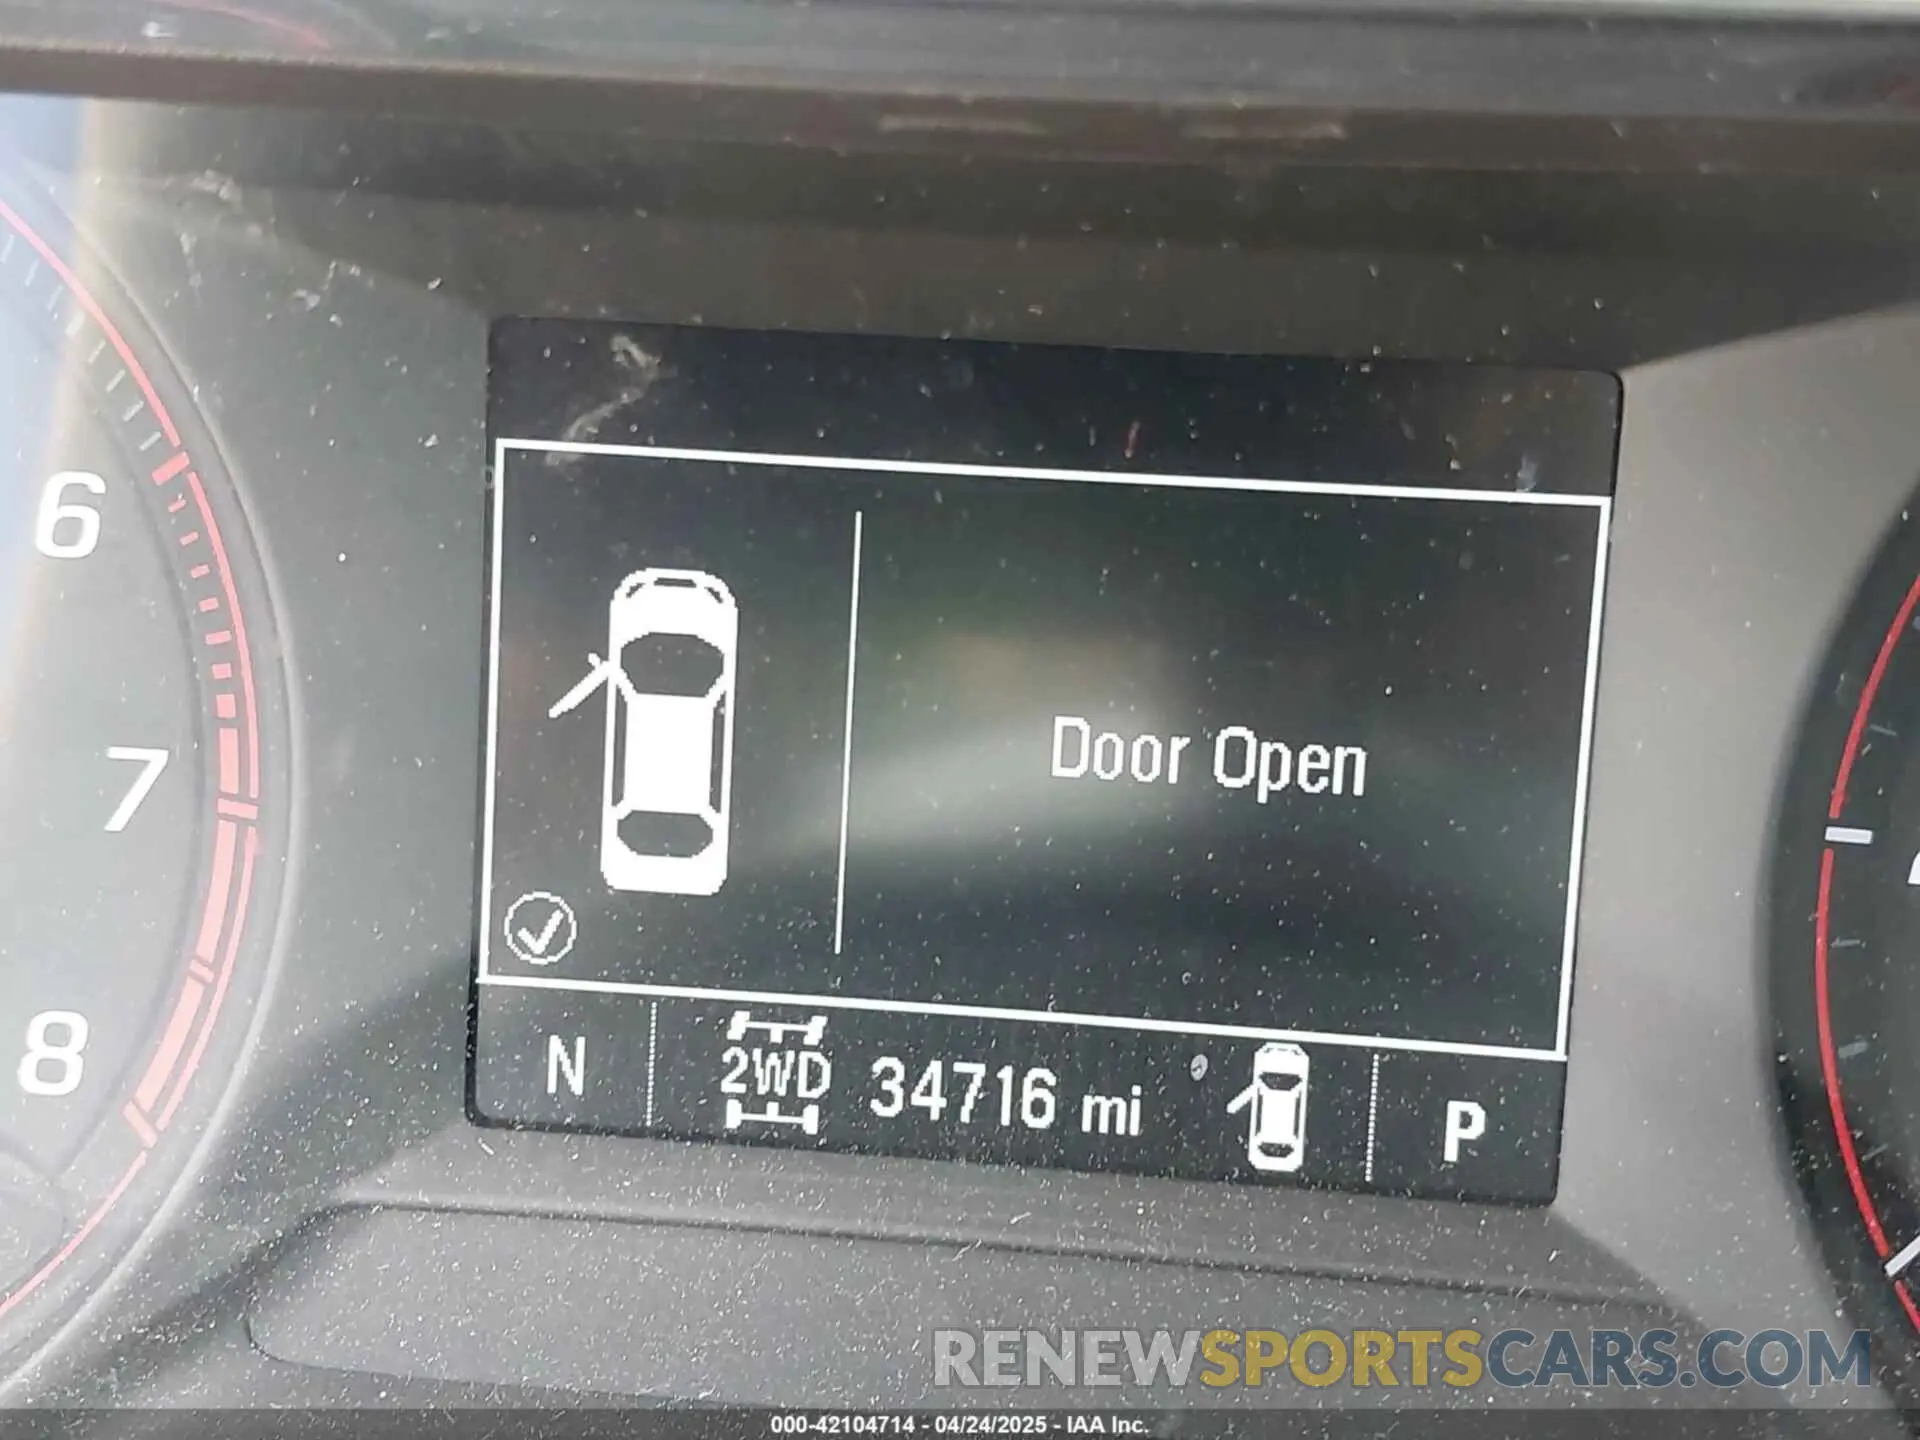 6
7
8
Door Open
N
2WD
34716 mi
P
RENEWSPORTSCARS.COM
000-42104714 - 04/24/2025 - IAA Inc.